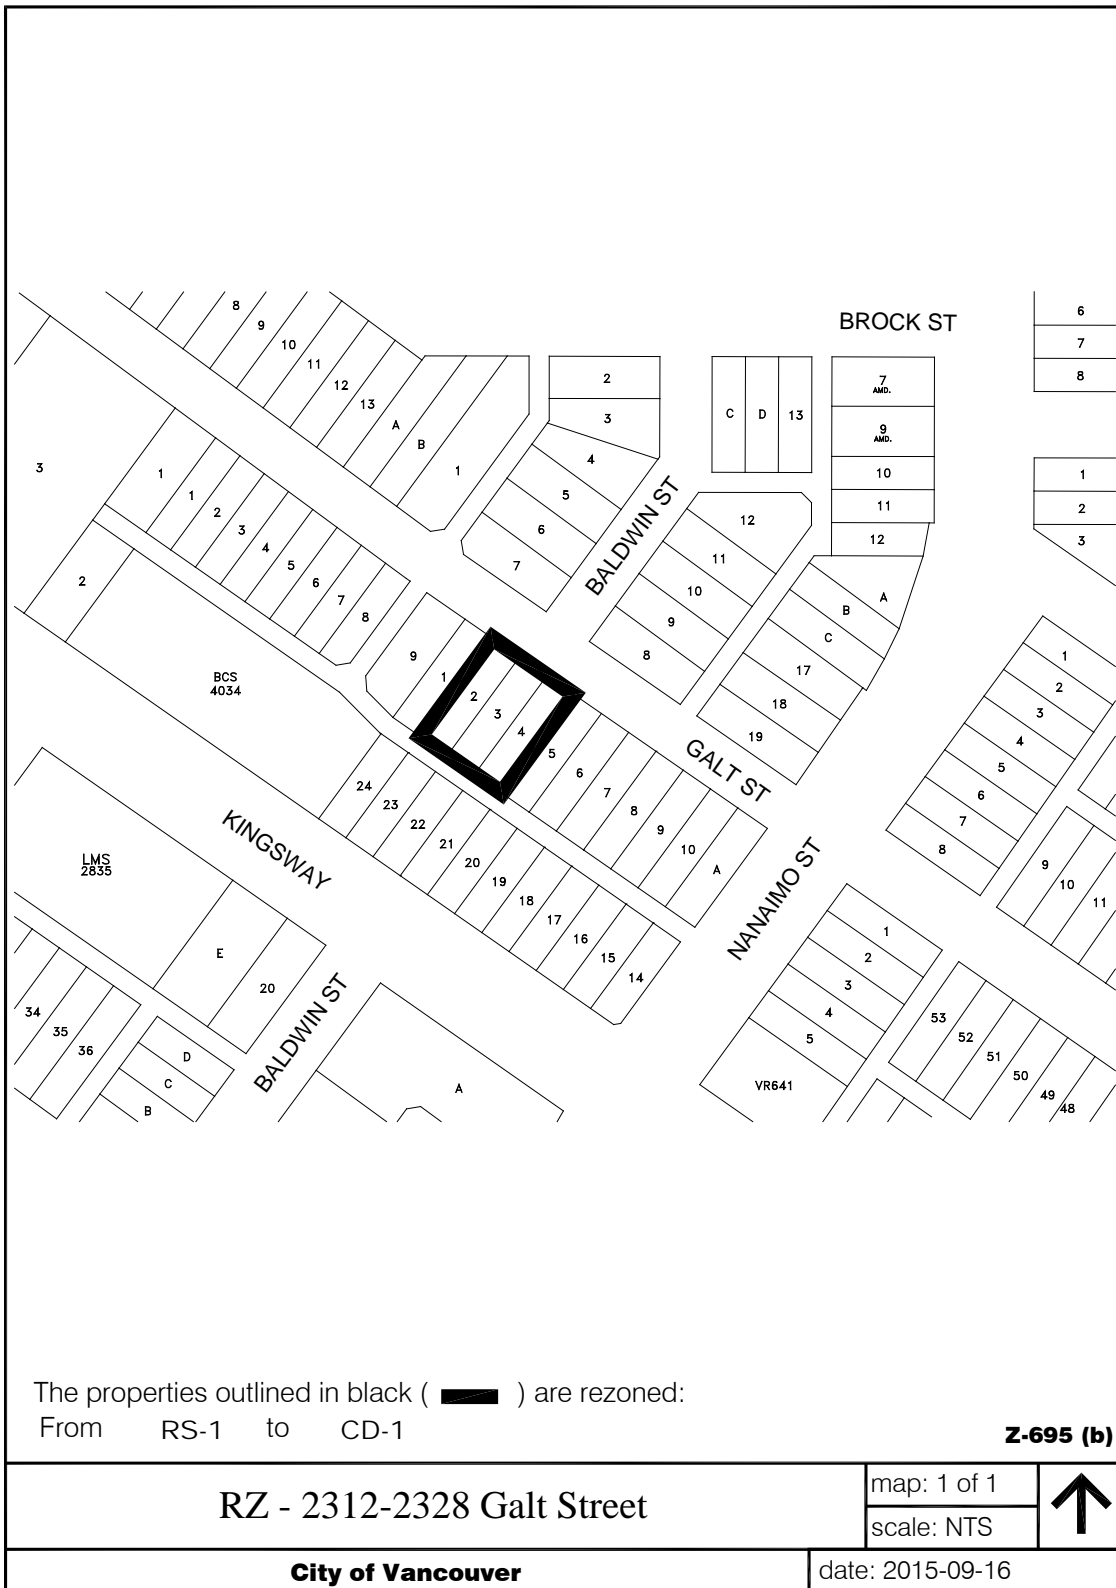 BROCK ST
8
9
10
11
12
13
A
B
1
2
3
4
5
6
7
C
D
13
7
AMD.
9
AMD.
10
11
12
6
7
8
1
2
3
3
1
1
2
3
4
5
6
7
8
2
BALDWIN ST
12
11
10
9
8
A
B
C
17
18
19
BCS
4034
9
1
2
3
4
5
6
7
8
9
10
A
GALT ST
1
2
3
4
5
6
7
8
9
10
11
24
23
22
21
20
19
18
17
16
15
14
KINGSWAY
NANAIMO ST
LMS
2835
E
20
BALDWIN ST
34
35
36
D
C
B
A
1
2
3
4
5
VR641
53
52
51
50
49
48
The properties outlined in black ( ) are rezoned:
From RS-1 to CD-1
Z-695 (b)
RZ - 2312-2328 Galt Street
map: 1 of 1
scale: NTS
City of Vancouver
date: 2015-09-16